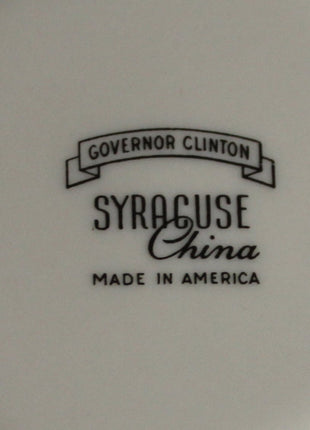 GOVERNOR CLINTON
SYRACUSE
China
MADE IN AMERICA